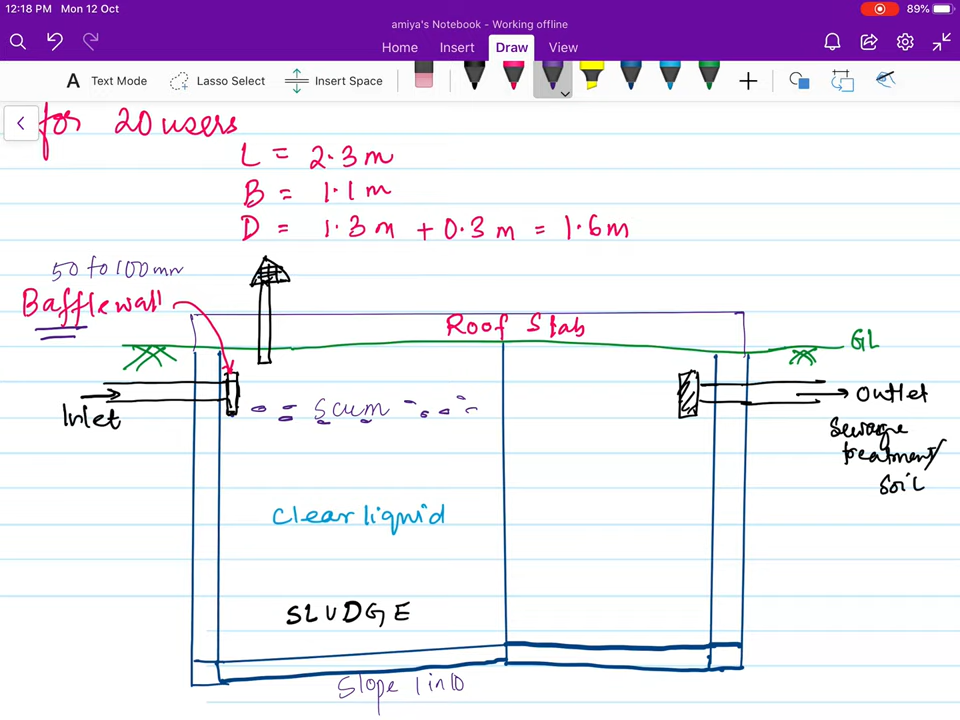 12:18 PM Mon 12 Oct
89%
amiya's Notebook - Working offline
Home Insert Draw View
A Text Mode Lasso Select Insert Space
for 20 users
L = 2.3 m
B = 1.1 m
D = 1.3 m + 0.3 m = 1.6 m
50 to 100 mm
Bafflewall
Roof Slab
GL
Inlet
scum
Outlet
Sewage
treatment/
Soil
Clear liquid
SLUDGE
Slope 1 in 10